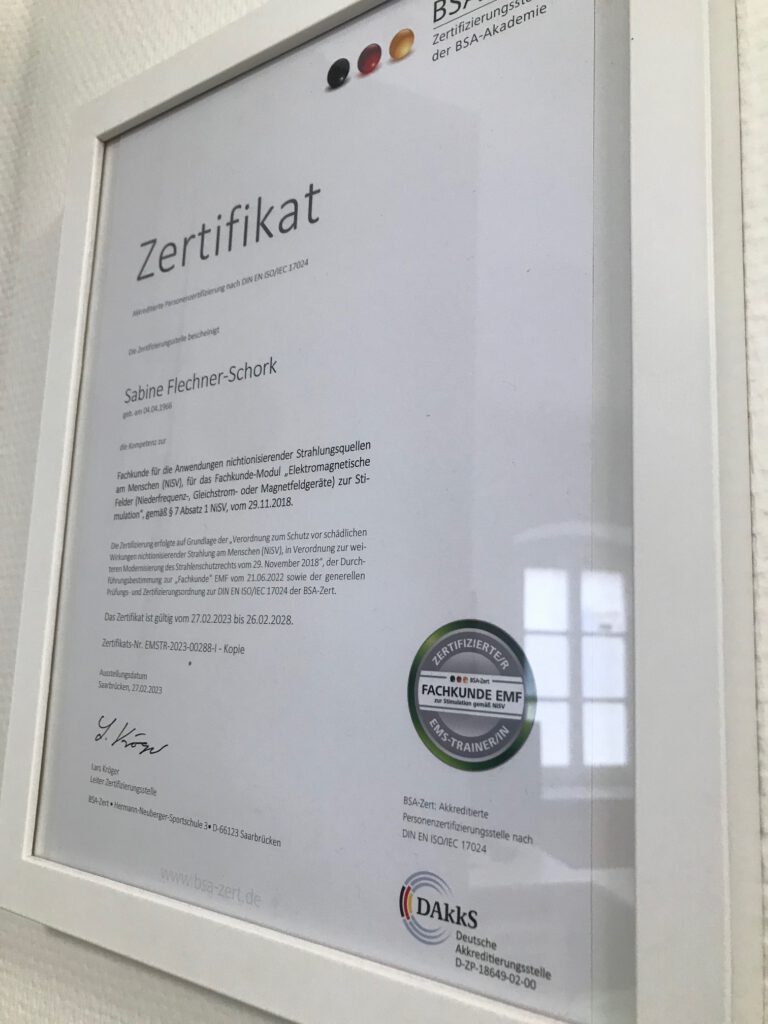 Zertifizierungsst
der BSA-Akademie
Zertifikat
Akkreditierte Personenzertifizierung nach DIN EN ISO/IEC 17024
Die Zertifizierungsstelle bescheinigt
Sabine Flechner-Schork
geb. am 04.04.1966
die Kompetenz zur
Fachkunde für die Anwendungen nichtionisierender Strahlungsquellen
am Menschen (NiSV), für das Fachkunde-Modul „Elektromagnetische
Felder (Niederfrequenz-, Gleichstrom- oder Magnetfeldgeräte) zur Sti-
mulation“, gemäß § 7 Absatz 1 NiSV, vom 29.11.2018.
Die Zertifizierung erfolgte auf Grundlage der „Verordnung zum Schutz vor schädlichen
Wirkungen nichtionisierender Strahlung am Menschen (NiSV), in Verordnung zur wei-
teren Modernisierung des Strahlenschutzrechts vom 29. November 2018“, der Durch-
führungsbestimmung zur „Fachkunde“ EMF vom 21.06.2022 sowie der generellen
Prüfungs- und Zertifizierungsordnung zur DIN EN ISO/IEC 17024 der BSA-Zert.
Das Zertifikat ist gültig vom 27.02.2023 bis 26.02.2028.
Zertifikats-Nr. EMSTR-2023-00288-I - Kopie
Ausstellungsdatum
Saarbrücken, 27.02.2023
L. Kröger
Lars Kröger
Leiter Zertifizierungsstelle
BSA-Zert • Hermann-Neuberger-Sportschule 3 • D-66123 Saarbrücken
www.bsa-zert.de
ZERTIFIZIERTE/R
BSA-Zert
FACHKUNDE EMF
zur Stimulation gemäß NiSV
EMS-TRAINER/IN
BSA-Zert: Akkreditierte
Personenzertifizierungsstelle nach
DIN EN ISO/IEC 17024
DAkkS
Deutsche
Akkreditierungsstelle
D-ZP-18649-02-00